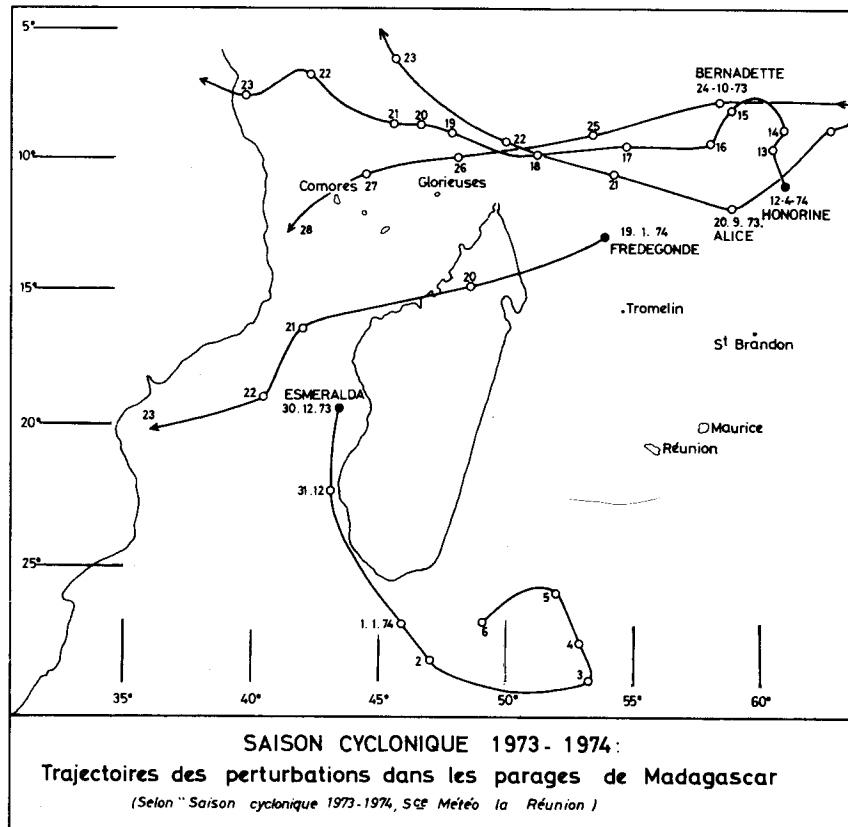 5°
23
22
23
BERNADETTE
24-10-73
15
14
21
20
19
22
25
16
13
10°
18
17
26
27
Comores
Glorieuses
21
12-4-74
HONORINE
20. 9. 73.
ALICE
28
19. 1. 74
FREDEGONDE
20
15°
21
Tromelin
St Brandon
22
ESMERALDA
30.12.73
23
20°
Maurice
Réunion
31.12
25°
5
1. 1. 74
6
4
2
3
35°
40°
45°
50°
55°
60°
SAISON CYCLONIQUE 1973 - 1974 :
Trajectoires des perturbations dans les parages de Madagascar
(Selon " Saison cyclonique 1973-1974, Sce Météo la Réunion )